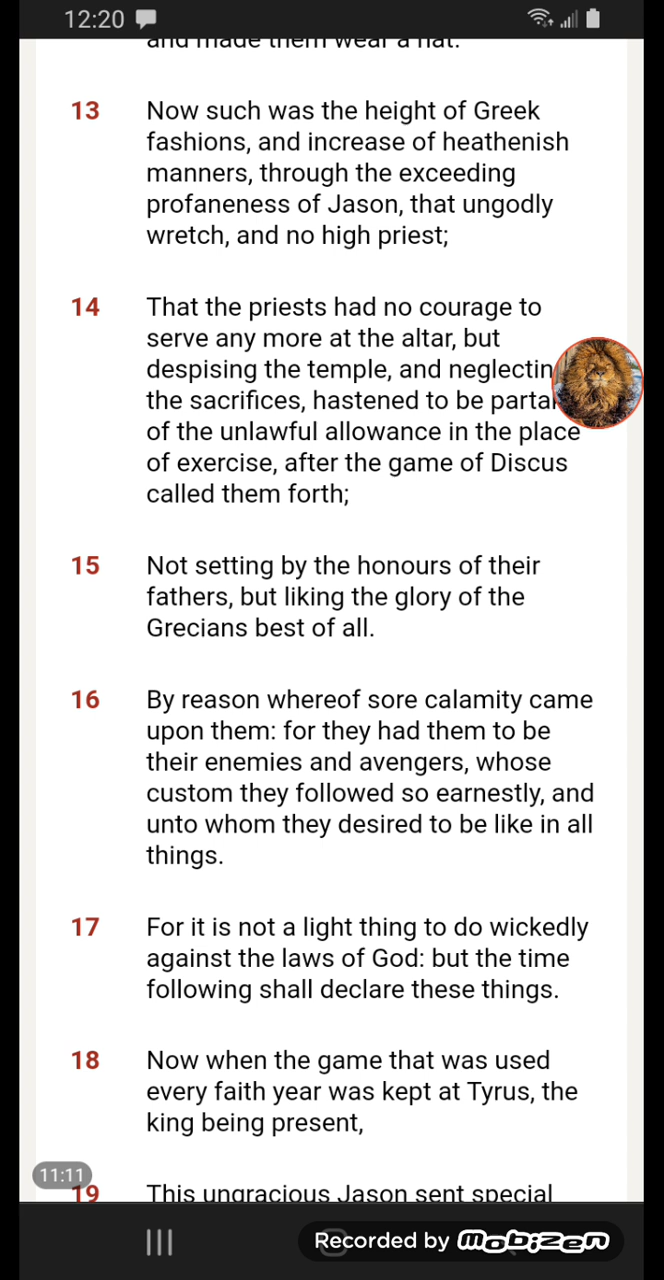 12:20
and made them wear a hat.
13 Now such was the height of Greek
fashions, and increase of heathenish
manners, through the exceeding
profaneness of Jason, that ungodly
wretch, and no high priest;
14 That the priests had no courage to
serve any more at the altar, but
despising the temple, and neglectin
the sacrifices, hastened to be parta
of the unlawful allowance in the place
of exercise, after the game of Discus
called them forth;
15 Not setting by the honours of their
fathers, but liking the glory of the
Grecians best of all.
16 By reason whereof sore calamity came
upon them: for they had them to be
their enemies and avengers, whose
custom they followed so earnestly, and
unto whom they desired to be like in all
things.
17 For it is not a light thing to do wickedly
against the laws of God: but the time
following shall declare these things.
18 Now when the game that was used
every faith year was kept at Tyrus, the
king being present,
11:11
19 This ungracious Jason sent special
Recorded by mobizen